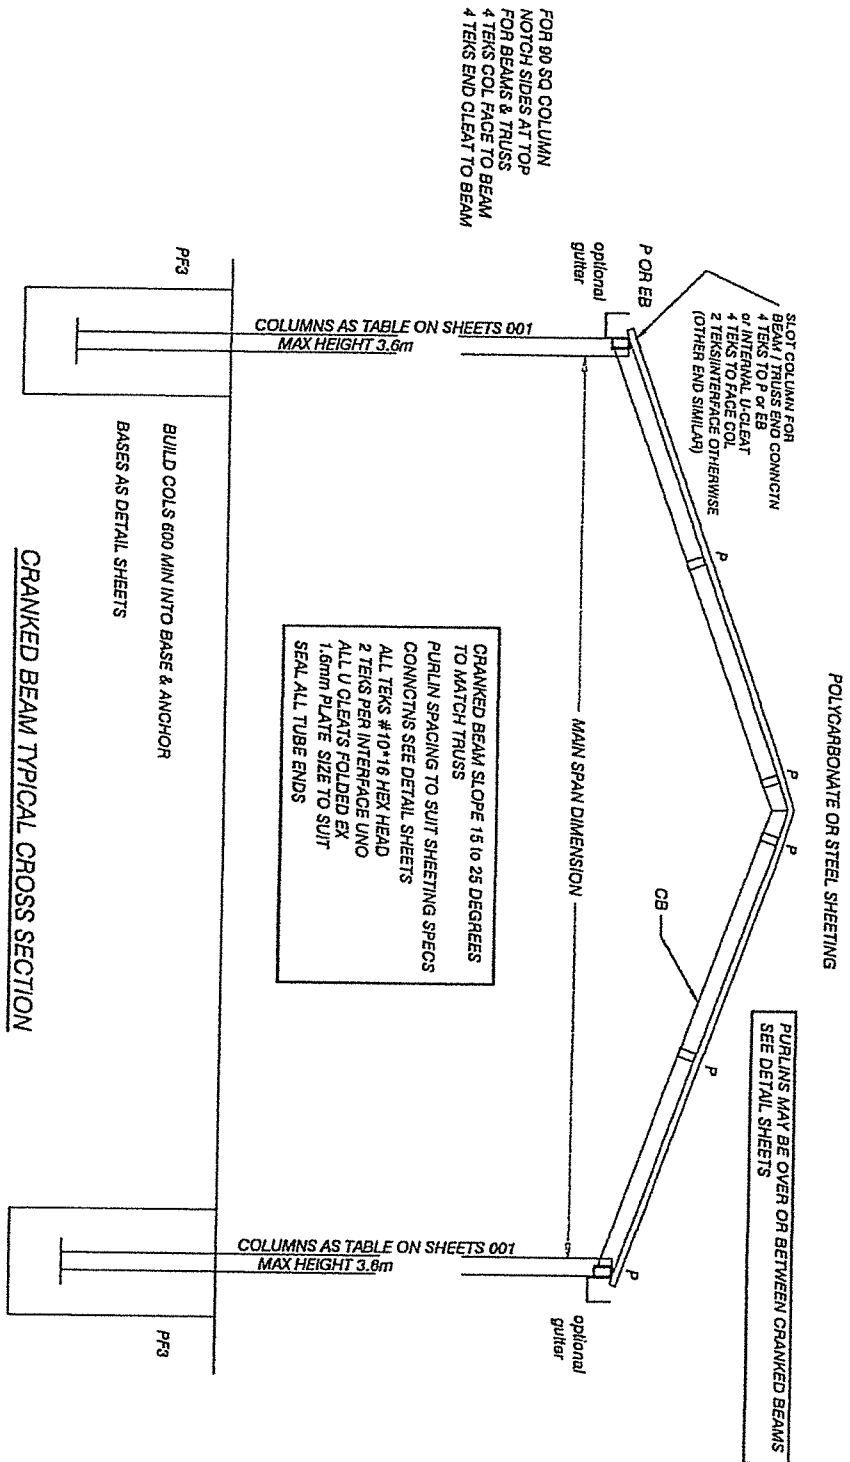 POLYCARBONATE OR STEEL SHEETING
PURLINS MAY BE OVER OR BETWEEN CRANKED BEAMS
SEE DETAIL SHEETS
SLOT COLUMN FOR
BEAM / TRUSS END CONNCTN
4 TEKS TO P or EB
or INTERNAL U-CLEAT
4 TEKS TO FACE COL
2 TEKS/INTERFACE OTHERWISE
(OTHER END SIMILAR)
P
P
P
P
P
P OR EB
optional
gutter
CB
optional
gutter
FOR 90 SQ COLUMN
NOTCH SIDES AT TOP
FOR BEAMS & TRUSS
4 TEKS COL FACE TO BEAM
4 TEKS END CLEAT TO BEAM
MAIN SPAN DIMENSION
CRANKED BEAM SLOPE 15 to 25 DEGREES
TO MATCH TRUSS
PURLIN SPACING TO SUIT SHEETING SPECS
CONNCTNS SEE DETAIL SHEETS
ALL TEKS #10*16 HEX HEAD
2 TEKS PER INTERFACE UNO
ALL U CLEATS FOLDED EX
1.6mm PLATE SIZE TO SUIT
SEAL ALL TUBE ENDS
COLUMNS AS TABLE ON SHEETS 001
MAX HEIGHT 3.6m
COLUMNS AS TABLE ON SHEETS 001
MAX HEIGHT 3.6m
PF3
BUILD COLS 600 MIN INTO BASE & ANCHOR
BASES AS DETAIL SHEETS
PF3
CRANKED BEAM TYPICAL CROSS SECTION